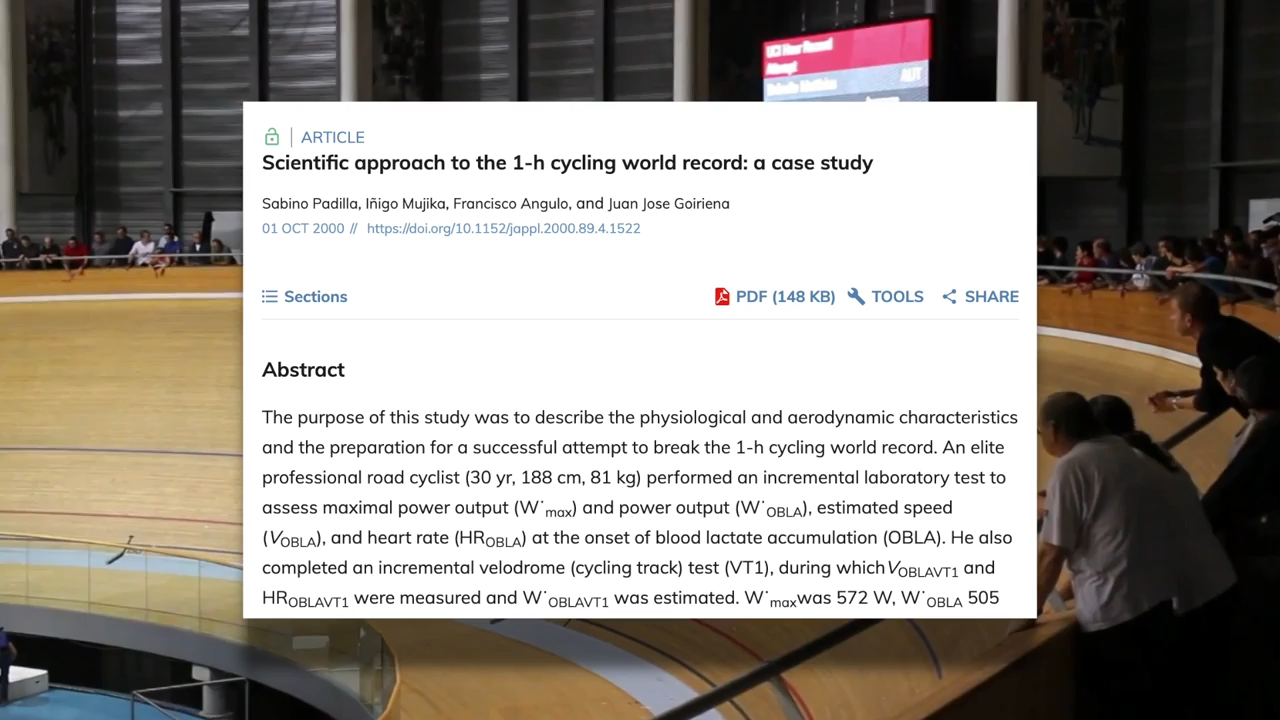 UCI Hour Record
Attempt
AUT
ARTICLE
Scientific approach to the 1-h cycling world record: a case study
Sabino Padilla, Iñigo Mujika, Francisco Angulo, and Juan Jose Goiriena
01 OCT 2000 // https://doi.org/10.1152/jappl.2000.89.4.1522
Sections PDF (148 KB) TOOLS SHARE
Abstract
The purpose of this study was to describe the physiological and aerodynamic characteristics
and the preparation for a successful attempt to break the 1-h cycling world record. An elite
professional road cyclist (30 yr, 188 cm, 81 kg) performed an incremental laboratory test to
assess maximal power output (W˙max) and power output (W˙OBLA), estimated speed
(VOBLA), and heart rate (HROBLA) at the onset of blood lactate accumulation (OBLA). He also
completed an incremental velodrome (cycling track) test (VT1), during whichVOBLAVT1 and
HROBLAVT1 were measured and W˙OBLAVT1 was estimated. W˙maxwas 572 W, W˙OBLA 505